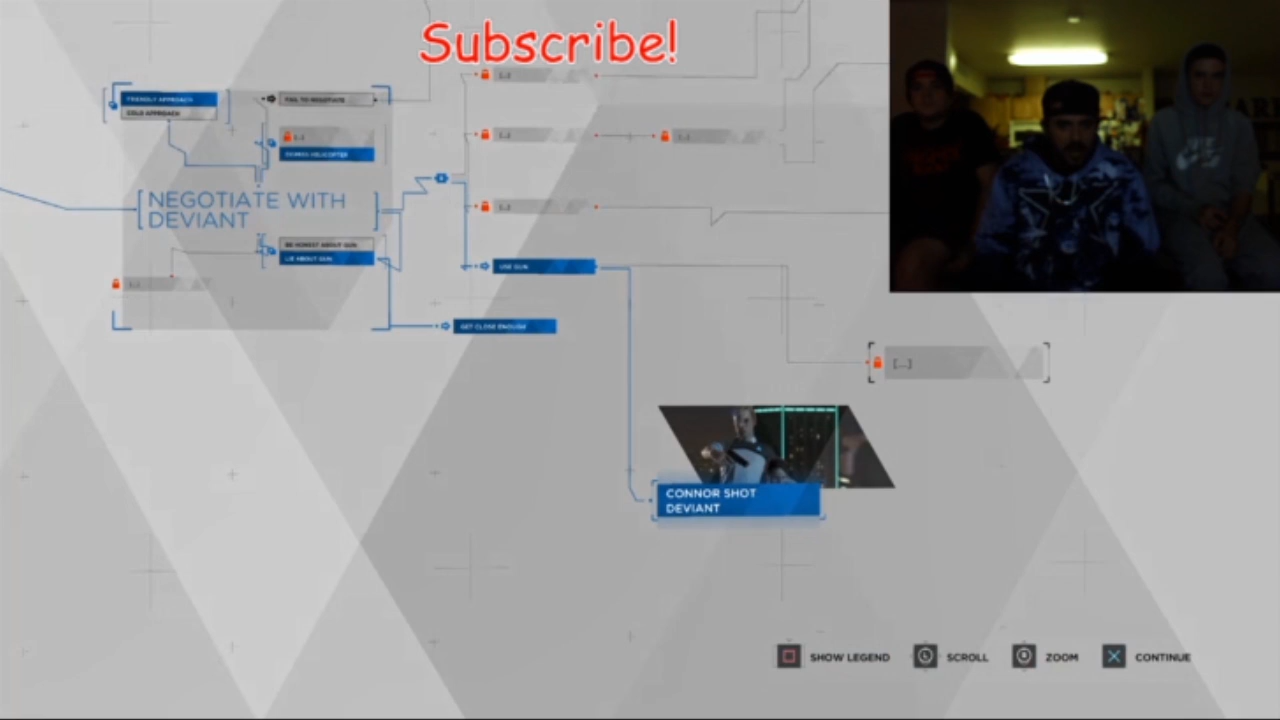 Subscribe!
[...]
FRIENDLY APPROACH
COLD APPROACH
FAIL TO NEGOTIATE
[...]
[...]
[...]
DISMISS HELICOPTER
NEGOTIATE WITH
DEVIANT
[...]
BE HONEST ABOUT GUN
LIE ABOUT GUN
USE GUN
[...]
GET CLOSE ENOUGH
[...]
CONNOR SHOT
DEVIANT
SHOW LEGEND
L
SCROLL
ZOOM
CONTINUE